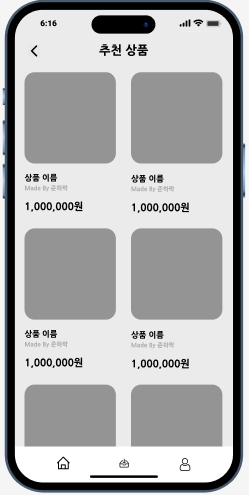 6:16
추천 상품
상품 이름
상품 이름
Made By 준하락
Made By 준하락
1,000,000원
1,000,000원
상품 이름
상품 이름
Made By 준하락
Made By 준하락
1,000,000원
1,000,000원